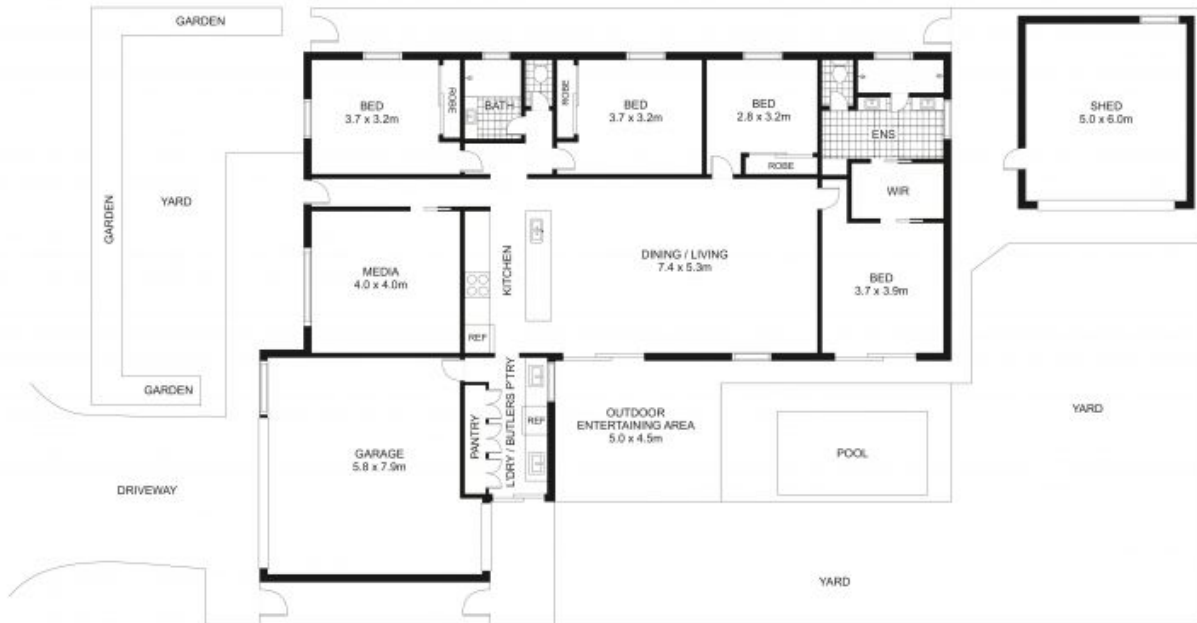 GARDEN
BED
3.7 x 3.2m
ROBE
BATH
ROBE
BED
3.7 x 3.2m
BED
2.8 x 3.2m
ROBE
ENS
WIR
SHED
5.0 x 6.0m
GARDEN
YARD
MEDIA
4.0 x 4.0m
KITCHEN
REF
DINING / LIVING
7.4 x 5.3m
BED
3.7 x 3.9m
GARDEN
GARAGE
5.8 x 7.9m
PANTRY
L'DRY / BUTLERS P'TRY
REF
OUTDOOR
ENTERTAINING AREA
5.0 x 4.5m
POOL
YARD
DRIVEWAY
YARD